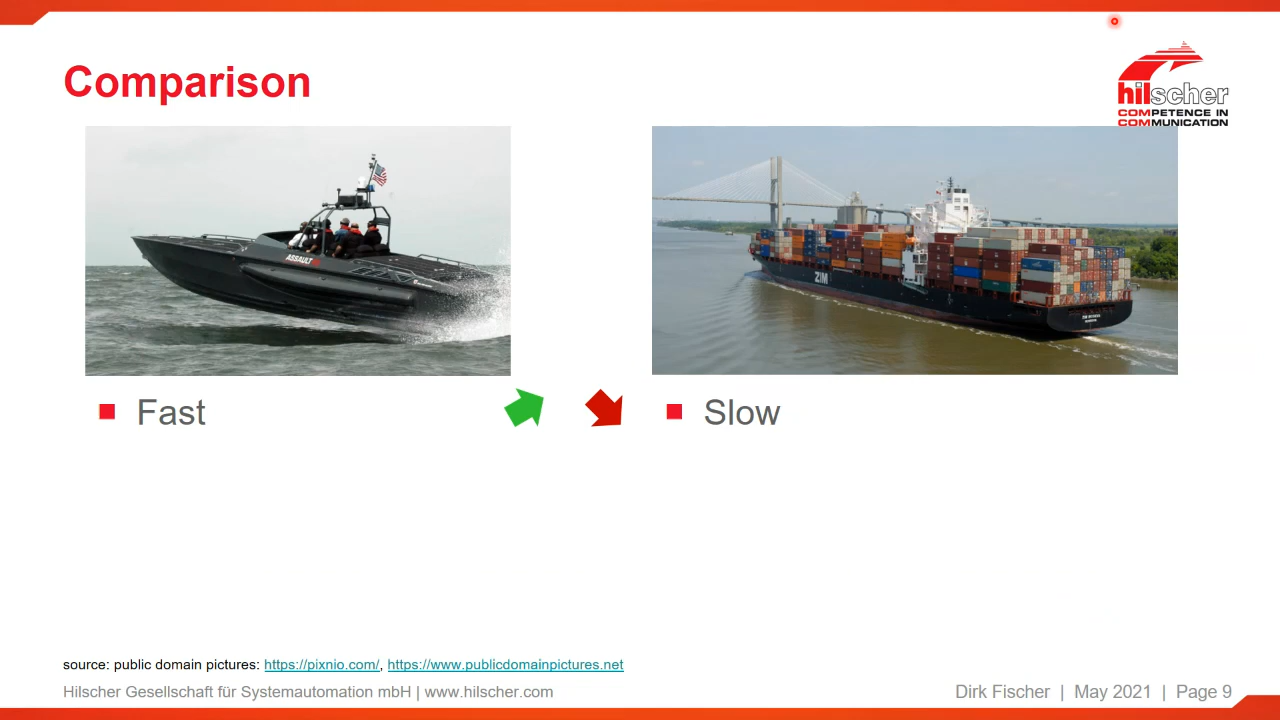 Comparison
hilscher
COMPETENCE IN
COMMUNICATION
ASSAULT
ZIM
Fast
Slow
source: public domain pictures: https://pixnio.com/, https://www.publicdomainpictures.net
Hilscher Gesellschaft für Systemautomation mbH | www.hilscher.com
Dirk Fischer | May 2021 | Page 9